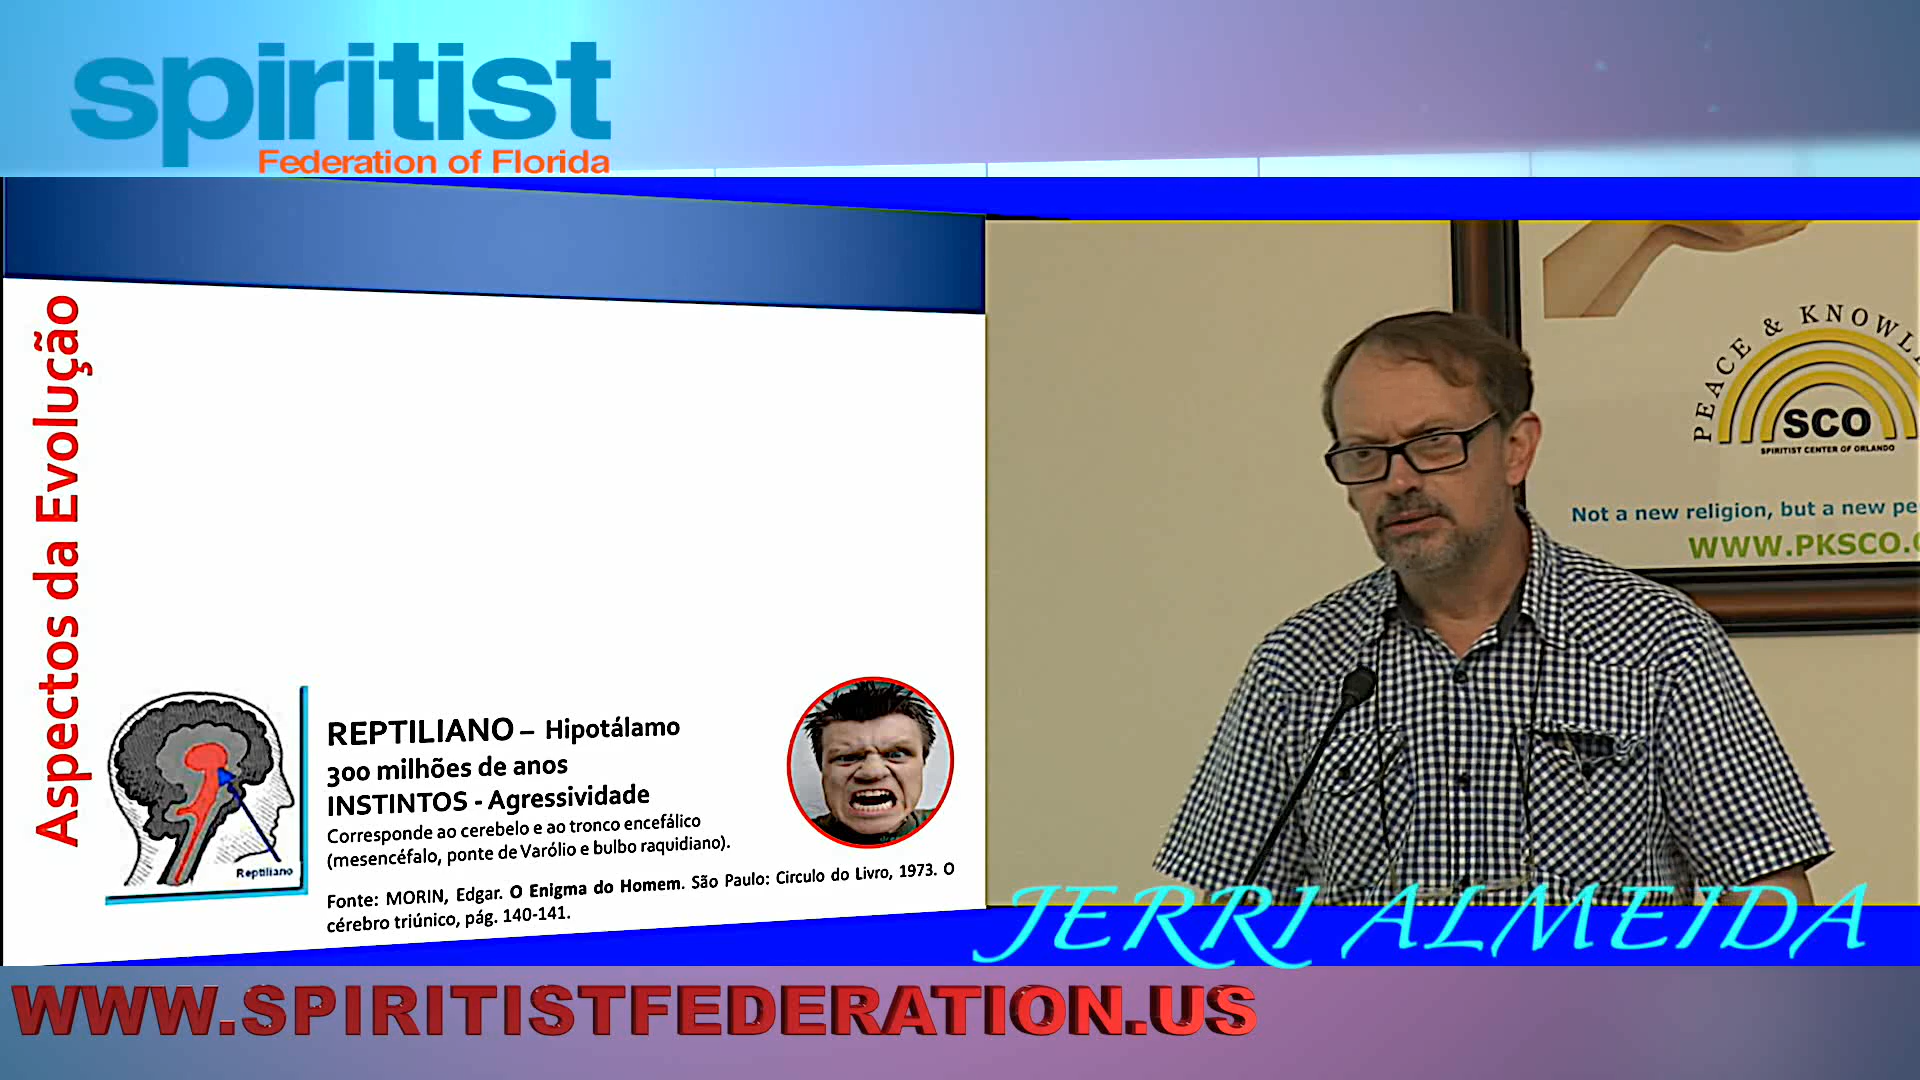 spiritist
Federation of Florida
Aspectos da Evolução
REPTILIANO – Hipotálamo
300 milhões de anos
INSTINTOS - Agressividade
Corresponde ao cerebelo e ao tronco encefálico
(mesencéfalo, ponte de Varólio e bulbo raquidiano).
Reptiliano
Fonte: MORIN, Edgar. O Enigma do Homem. São Paulo: Circulo do Livro, 1973. O
cérebro triúnico, pág. 140-141.
PEACE & KNOWL
SCO
SPIRITIST CENTER OF ORLANDO
Not a new religion, but a new pe
WWW.PKSCO.
JERRI ALMEIDA
WWW.SPIRITISTFEDERATION.US